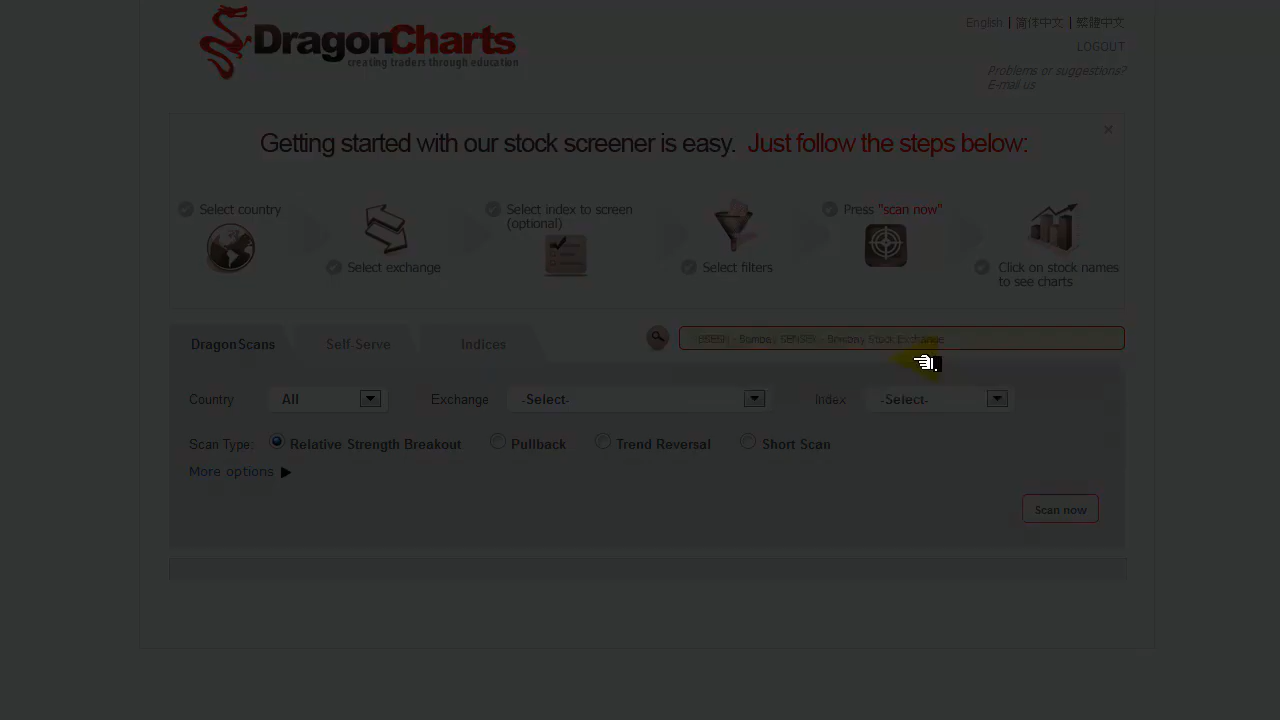 DragonCharts
creating traders through education
English | 简体中文 | 繁體中文
LOGOUT
Problems or suggestions?
E-mail us
Getting started with our stock screener is easy. Just follow the steps below:
Select country
Select exchange
Select index to screen
(optional)
Select filters
Press "scan now"
Click on stock names
to see charts
DragonScans
Self-Serve
Indices
SENSEX - Bombay Stock Exchange
Country
All
Exchange
-Select-
Index
-Select-
Scan Type:
Relative Strength Breakout
Pullback
Trend Reversal
Short Scan
More options
Scan now